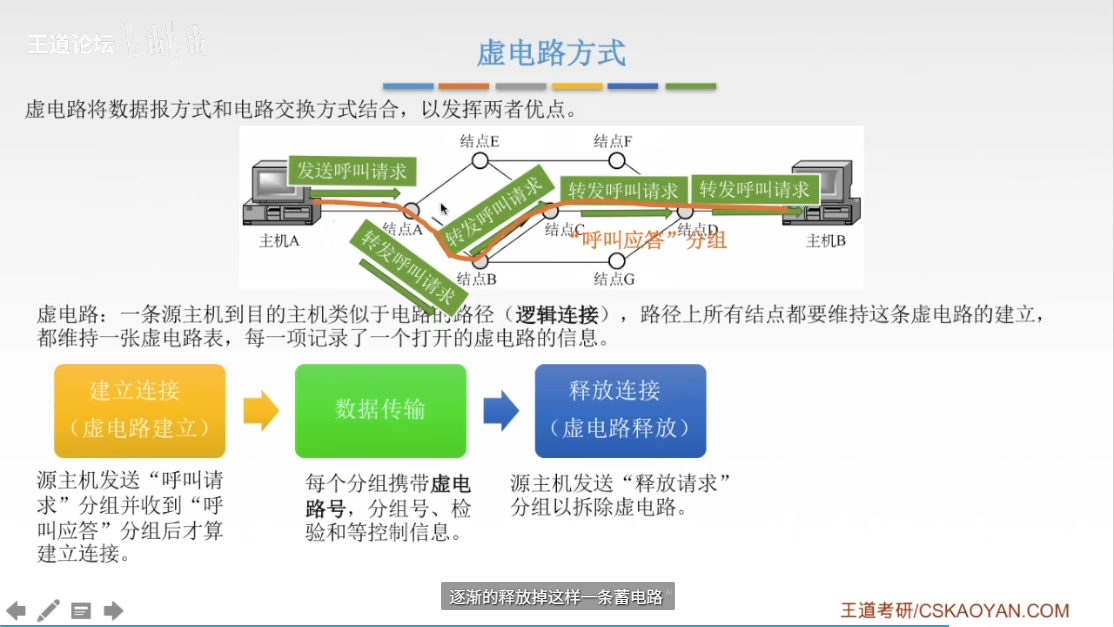 王道论坛
虚电路方式
虚电路将数据报方式和电路交换方式结合，以发挥两者优点。
结点E
结点F
发送呼叫请求
转发呼叫请求
转发呼叫请求
转发呼叫请求
结点A
转发呼叫请求
结点C
结点D
“呼叫应答”分组
主机A
主机B
结点B
结点G
虚电路：一条源主机到目的主机类似于电路的路径（逻辑连接），路径上所有结点都要维持这条虚电路的建立，
都维持一张虚电路表，每一项记录了一个打开的虚电路的信息。
建立连接
（虚电路建立）
数据传输
释放连接
（虚电路释放）
源主机发送“呼叫请
求”分组并收到“呼
叫应答”分组后才算
建立连接。
每个分组携带虚电
路号，分组号、检
验和等控制信息。
源主机发送“释放请求”
分组以拆除虚电路。
逐渐的释放掉这样一条蓄电路
王道考研/CSKAOYAN.COM